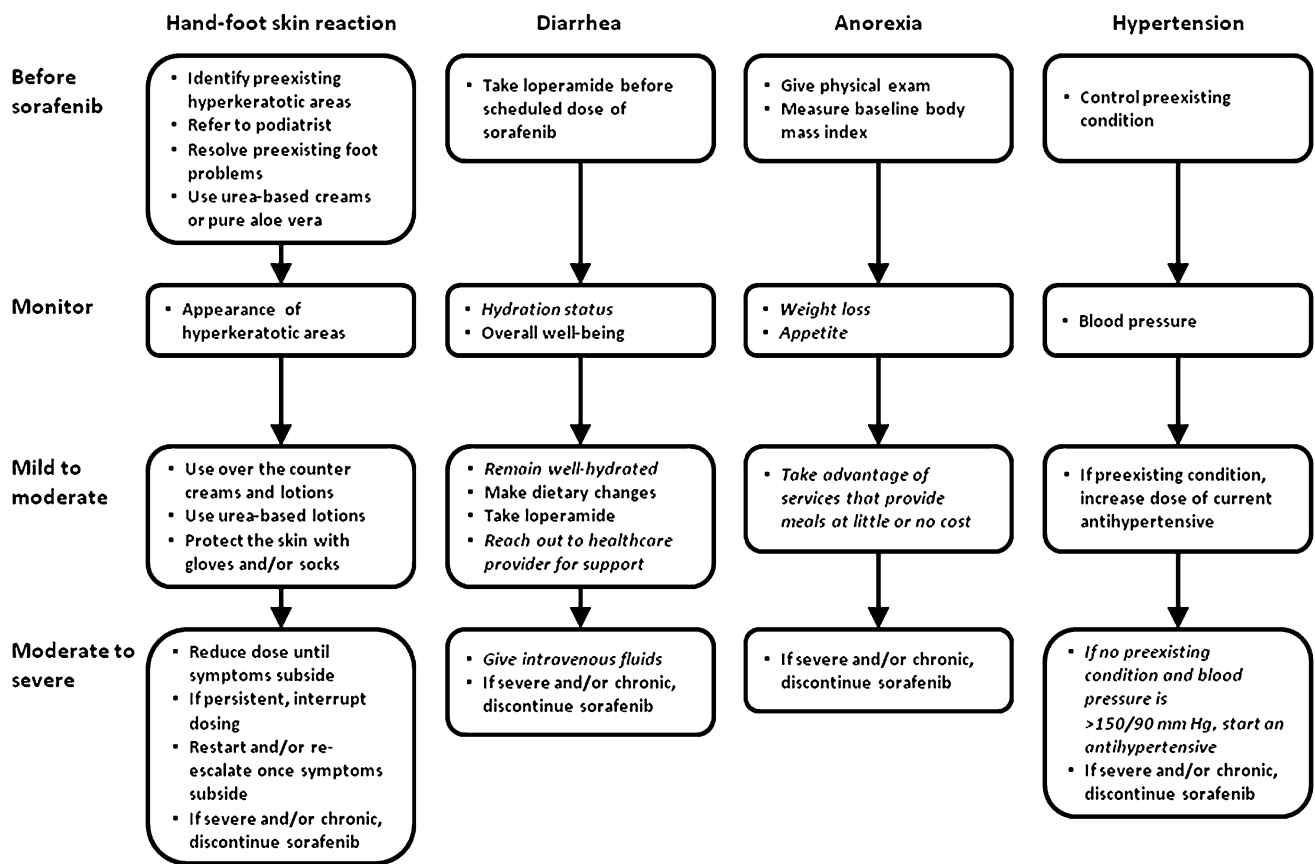 Hand-foot skin reaction
Diarrhea
Anorexia
Hypertension
Before
sorafenib
▪ Identify preexisting
hyperkeratotic areas
▪ Refer to podiatrist
▪ Resolve preexisting foot
problems
▪ Use urea-based creams
or pure aloe vera
▪ Take loperamide before
scheduled dose of
sorafenib
▪ Give physical exam
▪ Measure baseline body
mass index
▪ Control preexisting
condition
Monitor
▪ Appearance of
hyperkeratotic areas
▪ Hydration status
▪ Overall well-being
▪ Weight loss
▪ Appetite
▪ Blood pressure
Mild to
moderate
▪ Use over the counter
creams and lotions
▪ Use urea-based lotions
▪ Protect the skin with
gloves and/or socks
▪ Remain well-hydrated
▪ Make dietary changes
▪ Take loperamide
▪ Reach out to healthcare
provider for support
▪ Take advantage of
services that provide
meals at little or no cost
▪ If preexisting condition,
increase dose of current
antihypertensive
Moderate to
severe
▪ Reduce dose until
symptoms subside
▪ If persistent, interrupt
dosing
▪ Restart and/or re-
escalate once symptoms
subside
▪ If severe and/or chronic,
discontinue sorafenib
▪ Give intravenous fluids
▪ If severe and/or chronic,
discontinue sorafenib
▪ If severe and/or chronic,
discontinue sorafenib
▪ If no preexisting
condition and blood
pressure is
>150/90 mm Hg, start an
antihypertensive
▪ If severe and/or chronic,
discontinue sorafenib